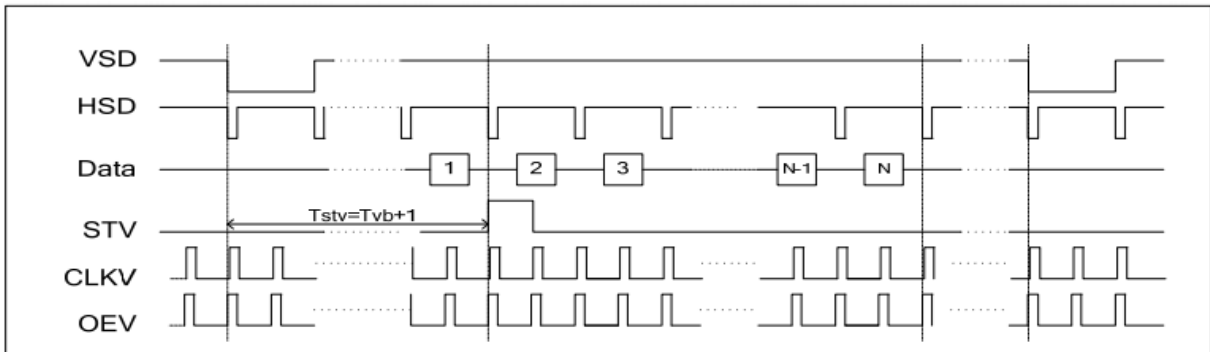 VSD
HSD
Data
1 2 3 N-1 N
Tstv=Tvb+1
STV
CLKV
OEV